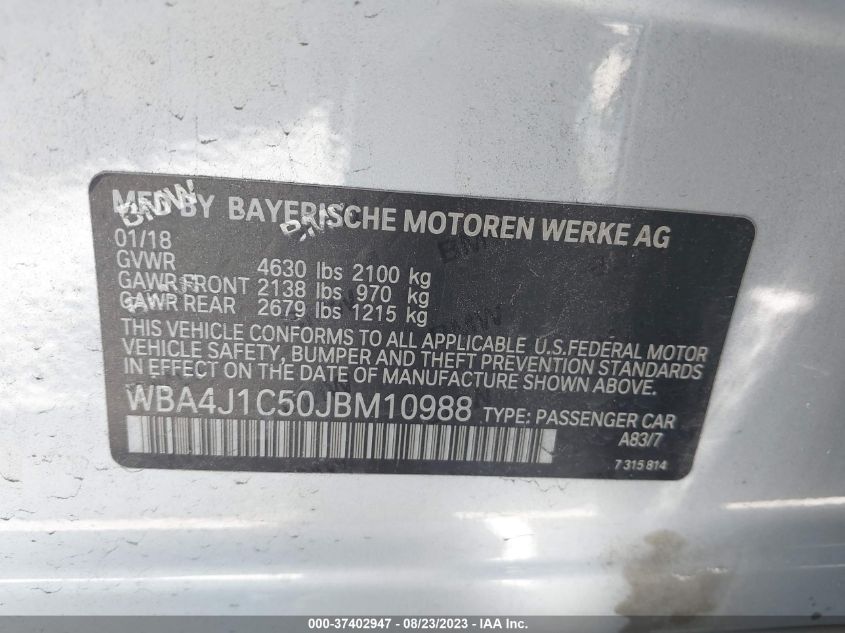 MFD BY BAYERISCHE MOTOREN WERKE AG
01/18
GVWR 4630 lbs 2100 kg
GAWR FRONT 2138 lbs 970 kg
GAWR REAR 2679 lbs 1215 kg
THIS VEHICLE CONFORMS TO ALL APPLICABLE U.S.FEDERAL MOTOR
VEHICLE SAFETY, BUMPER AND THEFT PREVENTION STANDARDS
IN EFFECT ON THE DATE OF MANUFACTURE SHOWN ABOVE.
WBA4J1C50JBM10988 TYPE: PASSENGER CAR
A83/7
7 315 814
BMW
BMW
BMW
000-37402947 / 08/23/2023 - IAA Inc.